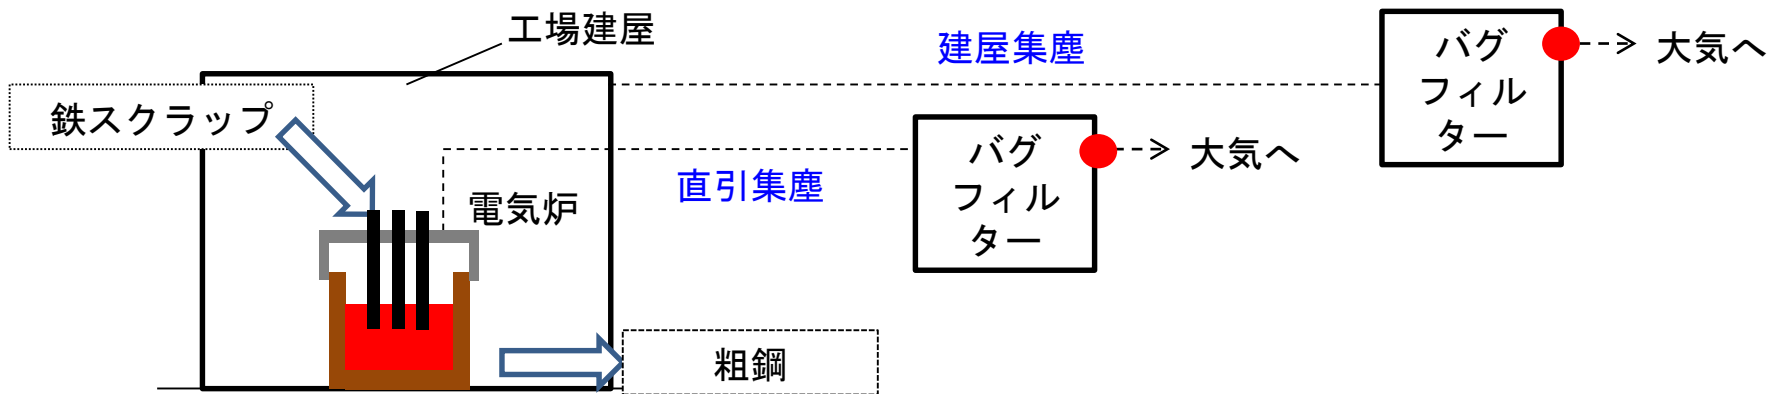 工場建屋
鉄スクラップ
電気炉
粗鋼
直引集塵
バグ
フィル
ター
大気へ
建屋集塵
バグ
フィル
ター
大気へ